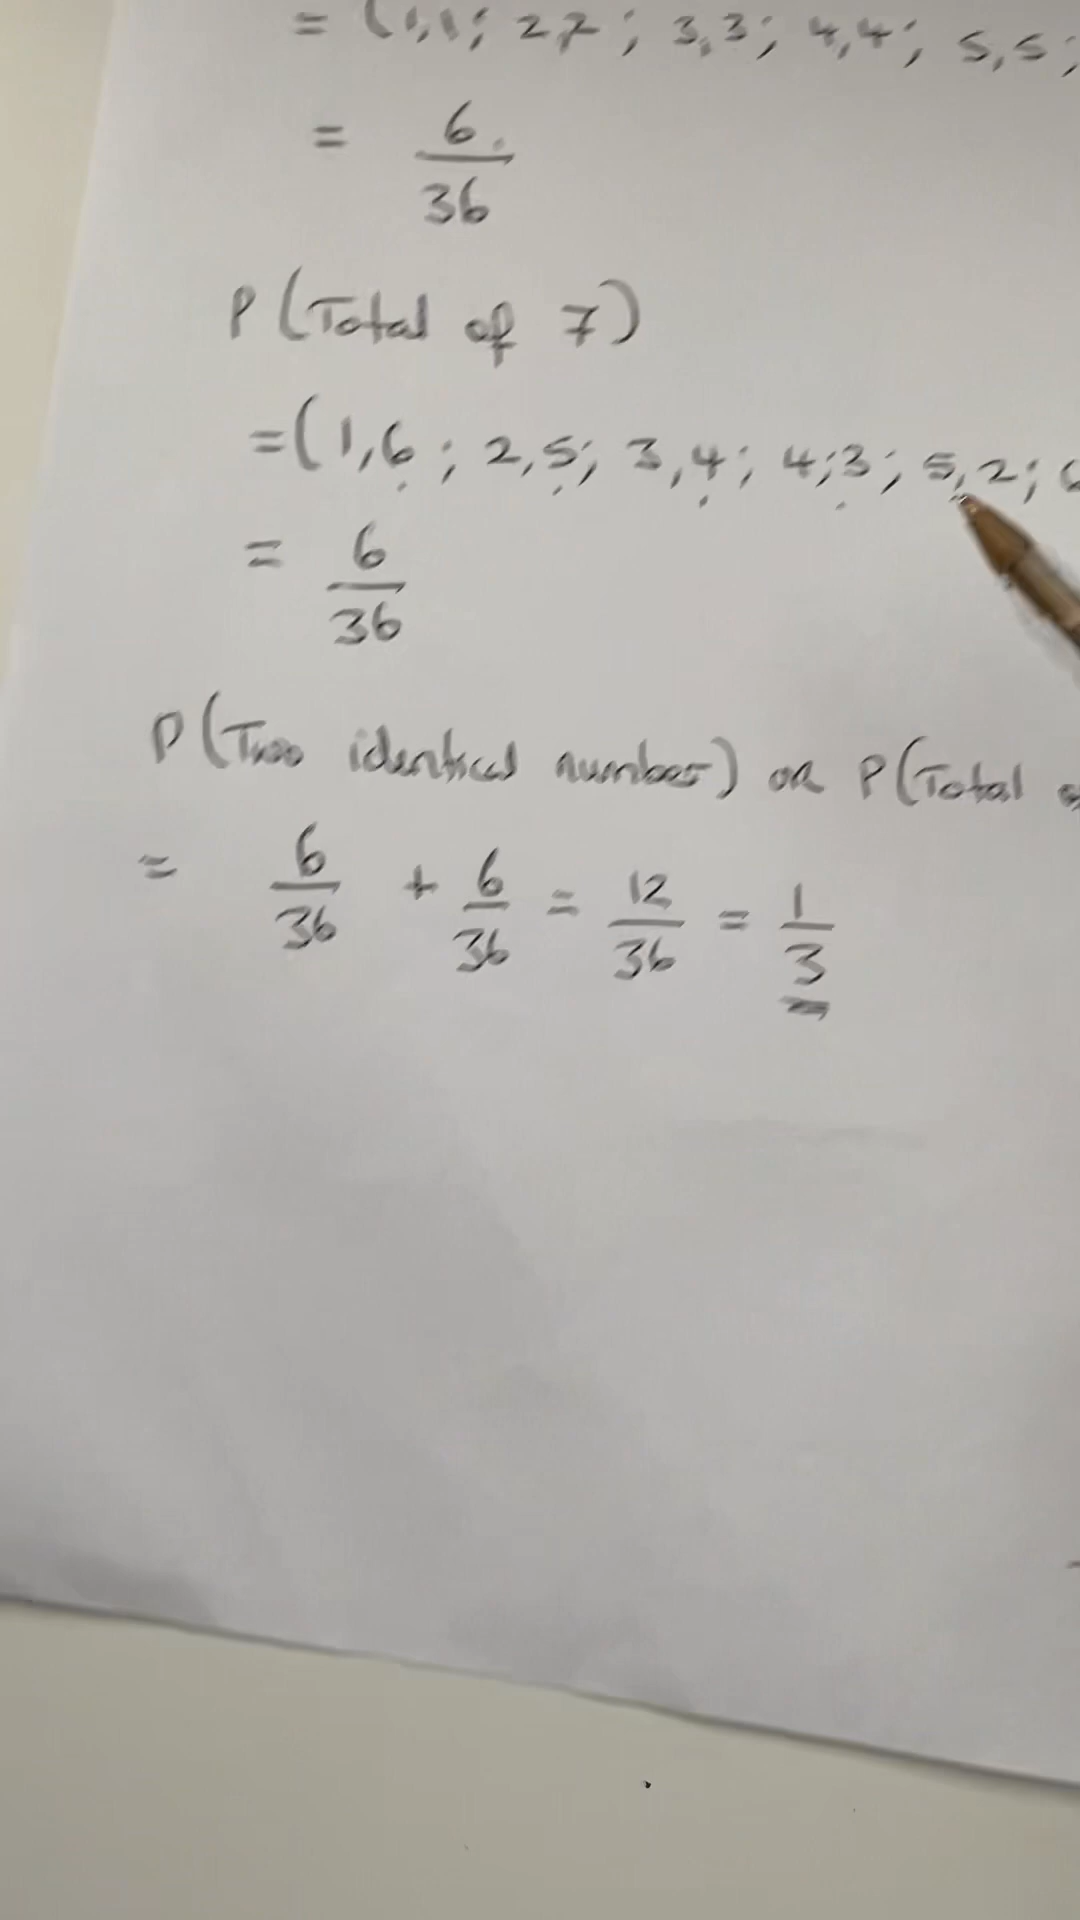 = (1,1; 2,2; 3,3; 4,4; 5,5;
= 6/36
P(Total of 7)
=(1,6; 2,5; 3,4; 4;3; 5,2; 6
= 6/36
P(Two identical number) or P(Total
= 6/36 + 6/36 = 12/36 = 1/3